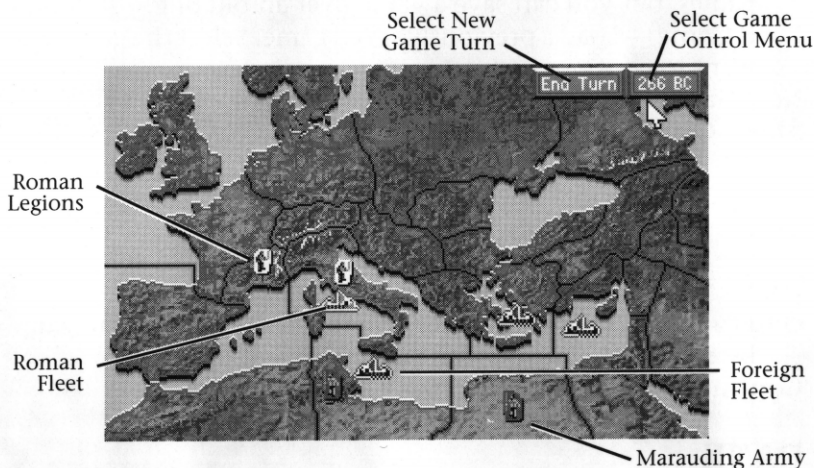 Select New
Game Turn
Select Game
Control Menu
End Turn
266 BC
Roman
Legions
Roman
Fleet
Foreign
Fleet
Marauding Army